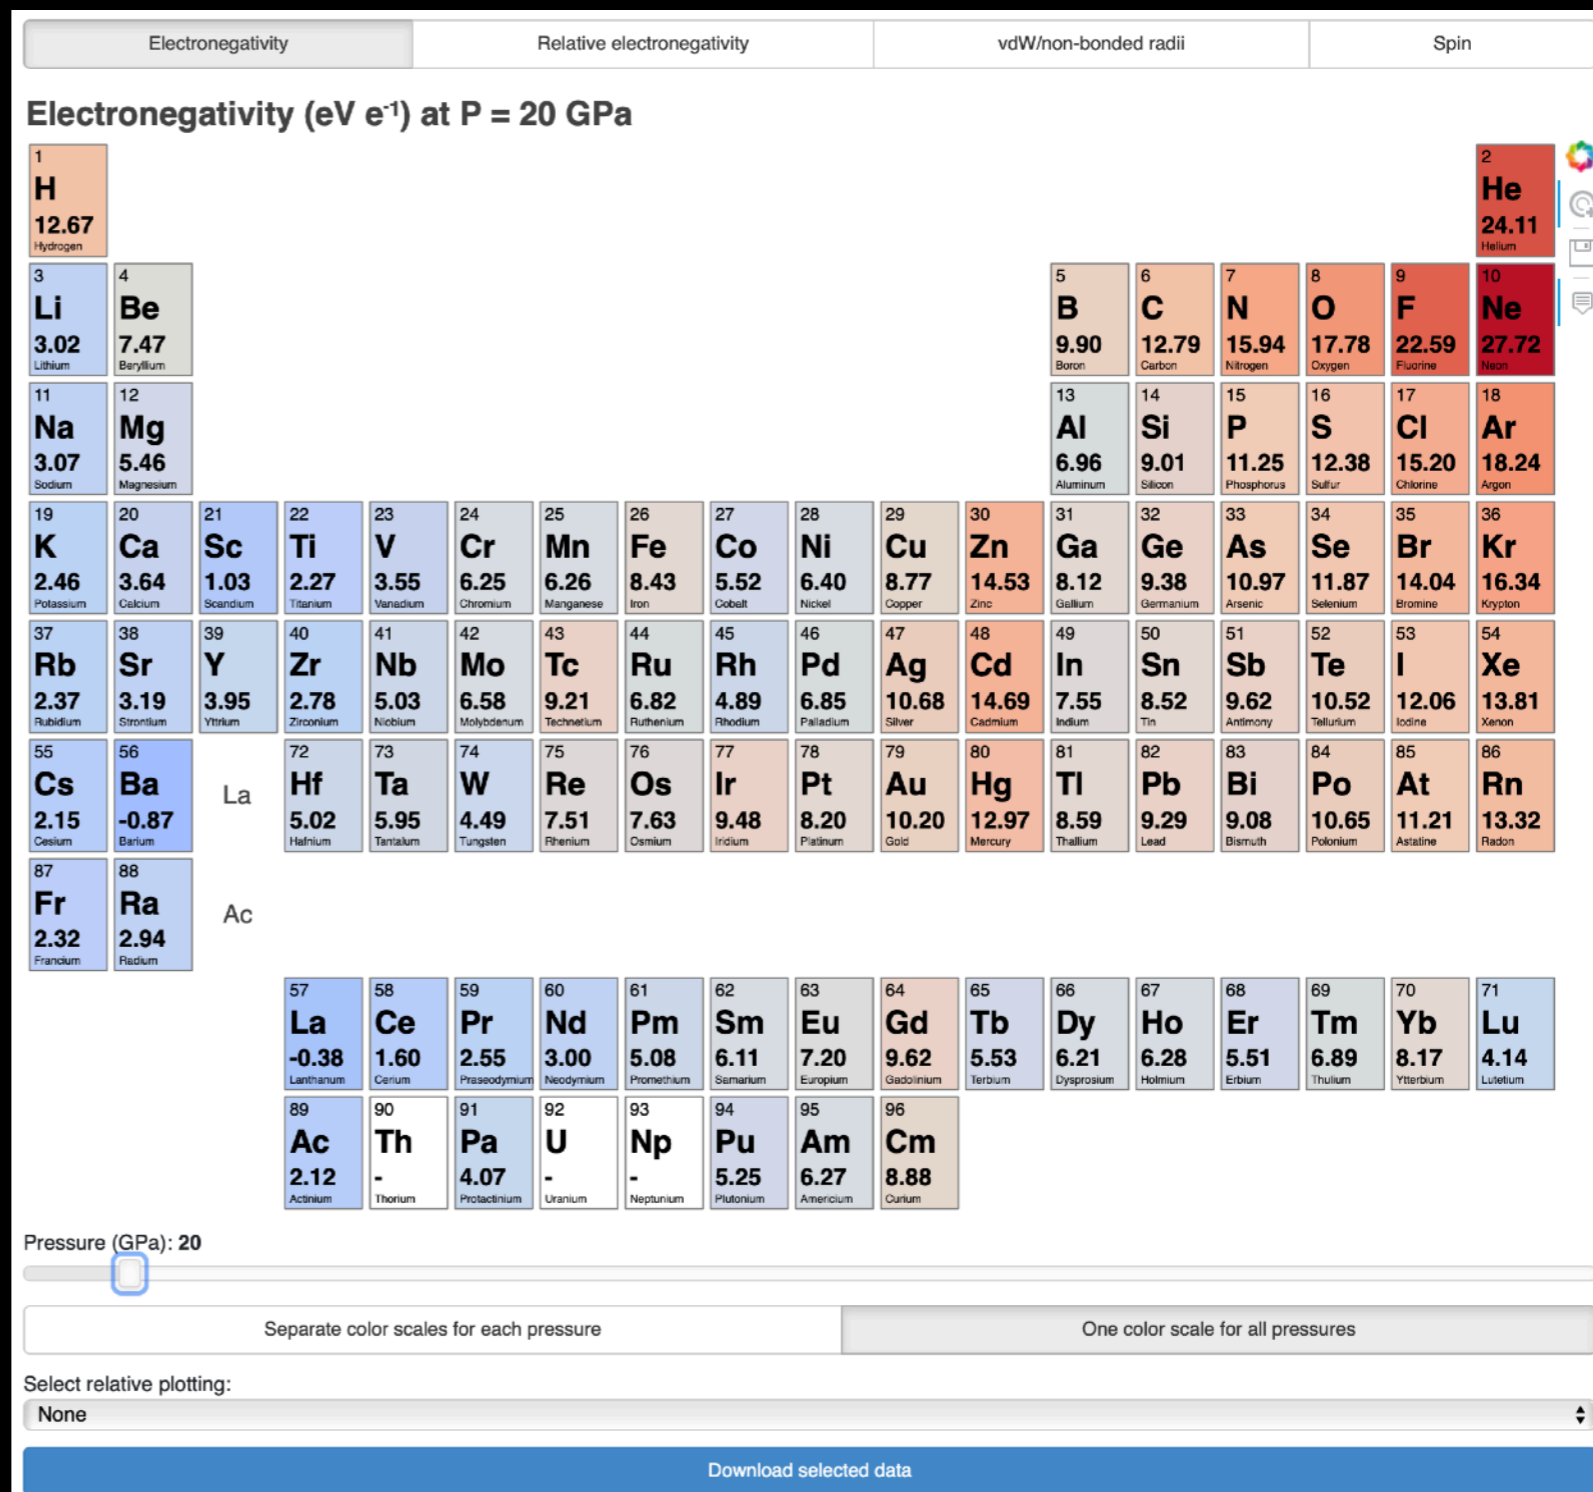 Electronegativity Relative electronegativity vdW/non-bonded radii Spin
Electronegativity (eV e⁻¹) at P = 20 GPa
1 2
H He
12.67 24.11
Hydrogen Helium
3 4 5 6 7 8 9 10
Li Be B C N O F Ne
3.02 7.47 9.90 12.79 15.94 17.78 22.59 27.72
Lithium Beryllium Boron Carbon Nitrogen Oxygen Fluorine Neon
11 12 13 14 15 16 17 18
Na Mg Al Si P S Cl Ar
3.07 5.46 6.96 9.01 11.25 12.38 15.20 18.24
Sodium Magnesium Aluminum Silicon Phosphorus Sulfur Chlorine Argon
19 20 21 22 23 24 25 26 27 28 29 30 31 32 33 34 35 36
K Ca Sc Ti V Cr Mn Fe Co Ni Cu Zn Ga Ge As Se Br Kr
2.46 3.64 1.03 2.27 3.55 6.25 6.26 8.43 5.52 6.40 8.77 14.53 8.12 9.38 10.97 11.87 14.04 16.34
Potassium Calcium Scandium Titanium Vanadium Chromium Manganese Iron Cobalt Nickel Copper Zinc Gallium Germanium Arsenic Selenium Bromine Krypton
37 38 39 40 41 42 43 44 45 46 47 48 49 50 51 52 53 54
Rb Sr Y Zr Nb Mo Tc Ru Rh Pd Ag Cd In Sn Sb Te I Xe
2.37 3.19 3.95 2.78 5.03 6.58 9.21 6.82 4.89 6.85 10.68 14.69 7.55 8.52 9.62 10.52 12.06 13.81
Rubidium Strontium Yttrium Zirconium Niobium Molybdenum Technetium Ruthenium Rhodium Palladium Silver Cadmium Indium Tin Antimony Tellurium Iodine Xenon
55 56 72 73 74 75 76 77 78 79 80 81 82 83 84 85 86
Cs Ba La Hf Ta W Re Os Ir Pt Au Hg Tl Pb Bi Po At Rn
2.15 -0.87 5.02 5.95 4.49 7.51 7.63 9.48 8.20 10.20 12.97 8.59 9.29 9.08 10.65 11.21 13.32
Cesium Barium Hafnium Tantalum Tungsten Rhenium Osmium Iridium Platinum Gold Mercury Thallium Lead Bismuth Polonium Astatine Radon
87 88
Fr Ra Ac
2.32 2.94
Francium Radium
57 58 59 60 61 62 63 64 65 66 67 68 69 70 71
La Ce Pr Nd Pm Sm Eu Gd Tb Dy Ho Er Tm Yb Lu
-0.38 1.60 2.55 3.00 5.08 6.11 7.20 9.62 5.53 6.21 6.28 5.51 6.89 8.17 4.14
Lanthanum Cerium Praseodymium Neodymium Promethium Samarium Europium Gadolinium Terbium Dysprosium Holmium Erbium Thulium Ytterbium Lutetium
89 90 91 92 93 94 95 96
Ac Th Pa U Np Pu Am Cm
2.12 - 4.07 - - 5.25 6.27 8.88
Actinium Thorium Protactinium Uranium Neptunium Plutonium Americium Curium
Pressure (GPa): 20
Separate color scales for each pressure One color scale for all pressures
Select relative plotting:
None
Download selected data